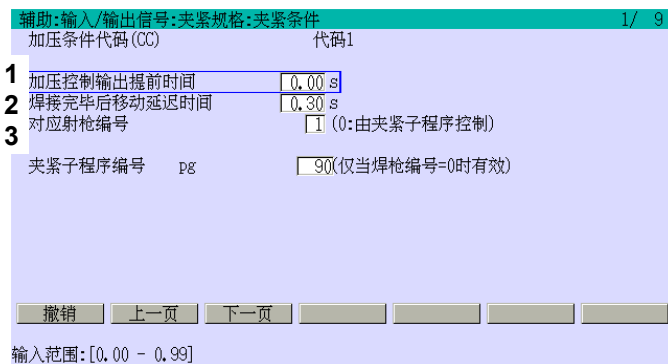 辅助:输入/输出信号:夹紧规格:夹紧条件 1/ 9
加压条件代码(CC) 代码1
1 加压控制输出提前时间 0.00 s
2 焊接完毕后移动延迟时间 0.30 s
3 对应射枪编号 1 (0:由夹紧子程序控制)
夹紧子程序编号 pg 90(仅当焊枪编号=0时有效)
撤销 上一页 下一页
输入范围:[0.00 - 0.99]